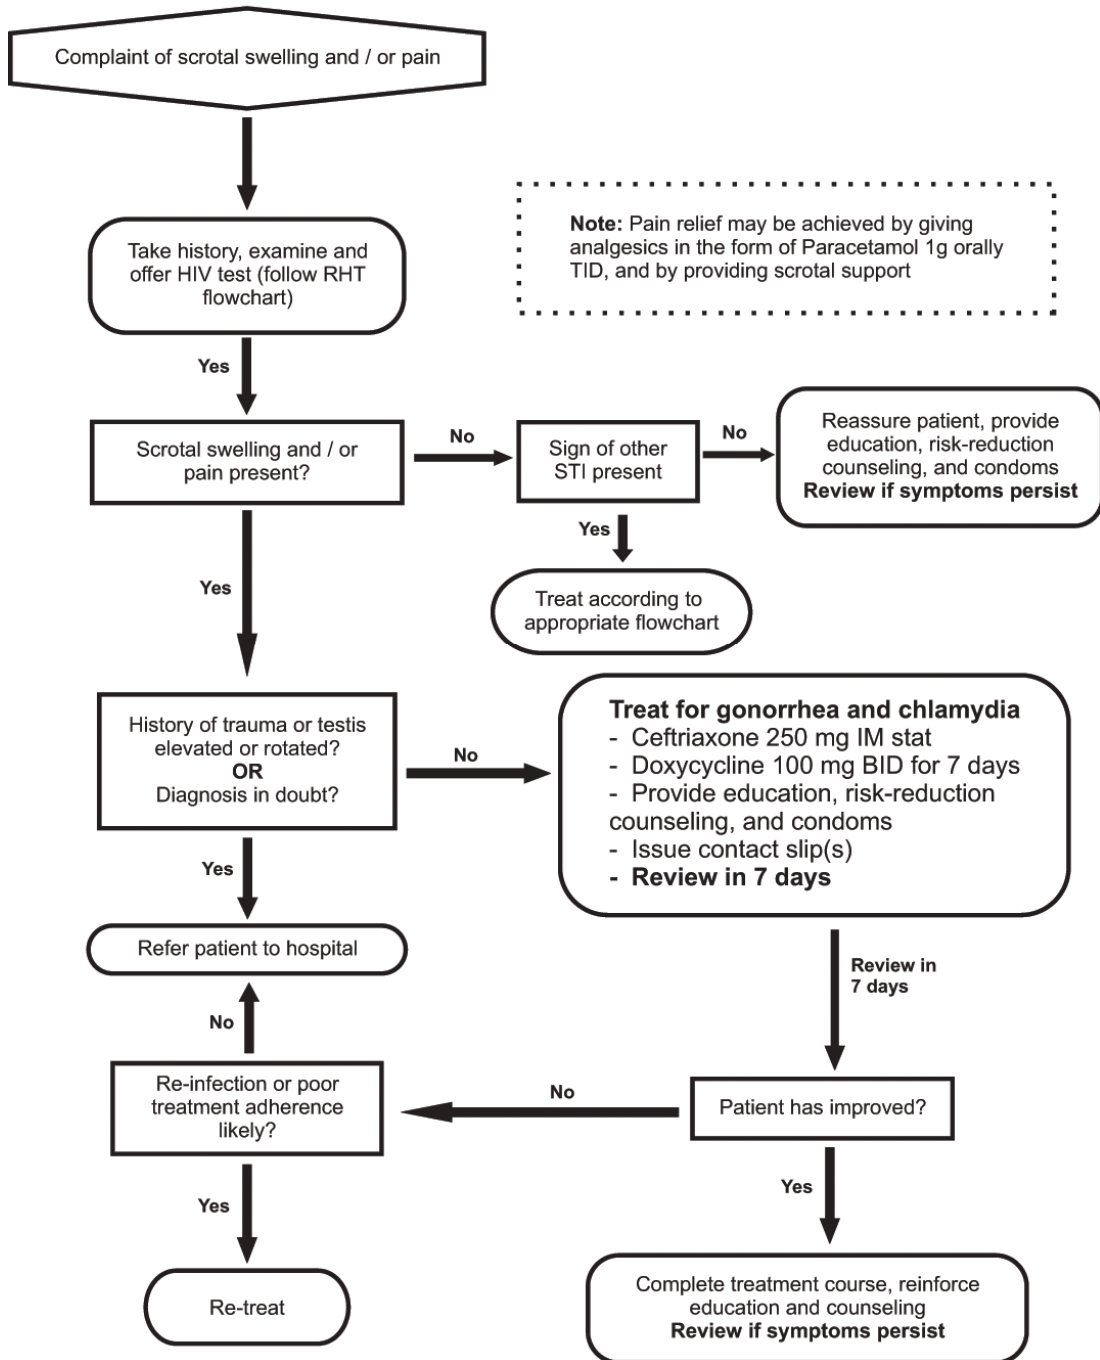 Complaint of scrotal swelling and / or pain
Note: Pain relief may be achieved by giving
analgesics in the form of Paracetamol 1g orally
TID, and by providing scrotal support
Take history, examine and
offer HIV test (follow RHT
flowchart)
Yes
Scrotal swelling and / or
pain present?
No
Sign of other
STI present
No
Reassure patient, provide
education, risk-reduction
counseling, and condoms
Review if symptoms persist
Yes
Treat according to
appropriate flowchart
Yes
History of trauma or testis
elevated or rotated?
OR
Diagnosis in doubt?
No
Treat for gonorrhea and chlamydia
- Ceftriaxone 250 mg IM stat
- Doxycycline 100 mg BID for 7 days
- Provide education, risk-reduction
counseling, and condoms
- Issue contact slip(s)
- Review in 7 days
Yes
Refer patient to hospital
Review in
7 days
No
Re-infection or poor
treatment adherence
likely?
No
Patient has improved?
Yes
Re-treat
Yes
Complete treatment course, reinforce
education and counseling
Review if symptoms persist